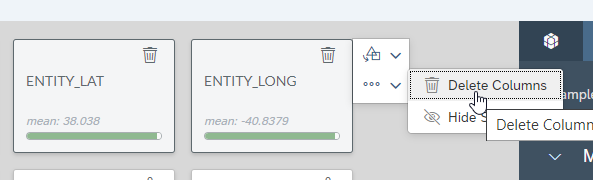 ENTITY_LAT
mean: 38.038
ENTITY_LONG
mean: -40.8379
Delete Columns
Hide
Delete Column